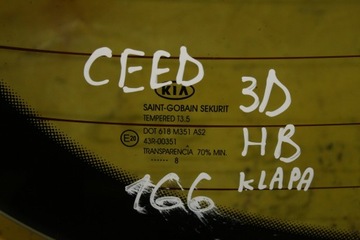 CEED
3D
HB
KLAPA
166
KIA
SAINT-GOBAIN SEKURIT
TEMPERED 13.5
DOT 618 M351 AS2
E20 43R-00351
TRANSPARENCIA 70% MIN.
8